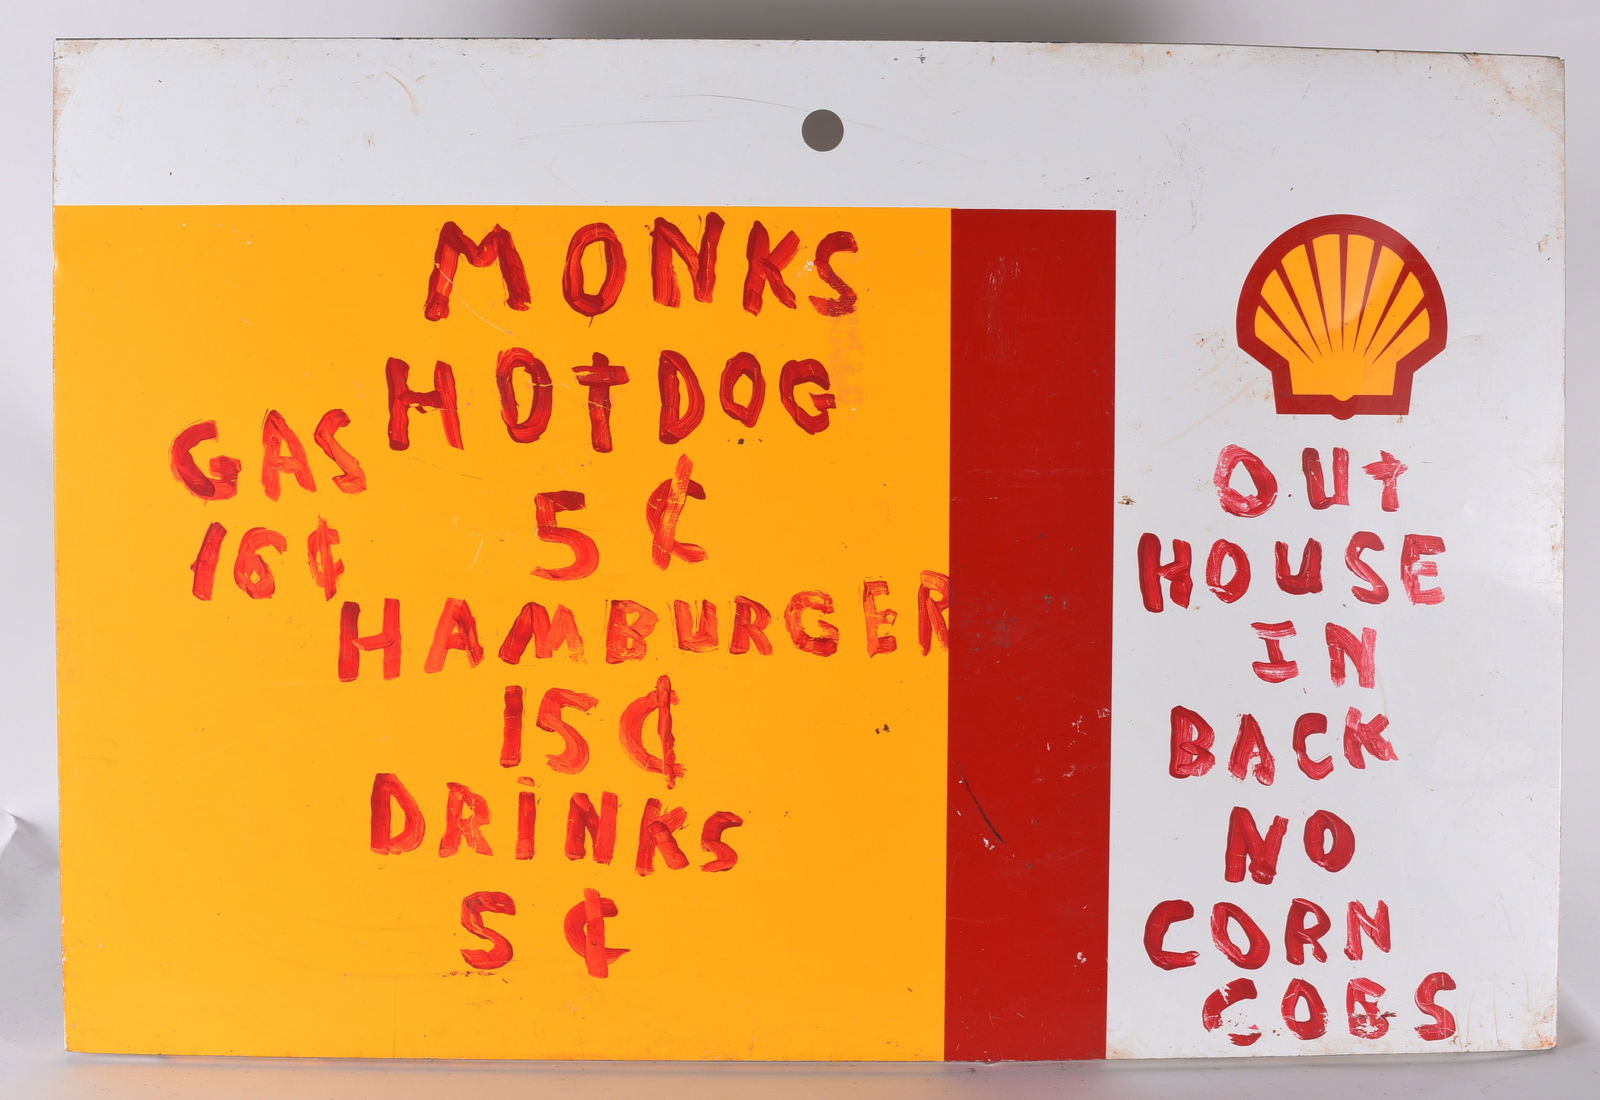 MONKS
HOtDOG
GAS
16¢
5¢
HAMBURGER
15¢
DRiNKS
5¢
OUt
HOUSE
IN
BACK
NO
CORN
COBS